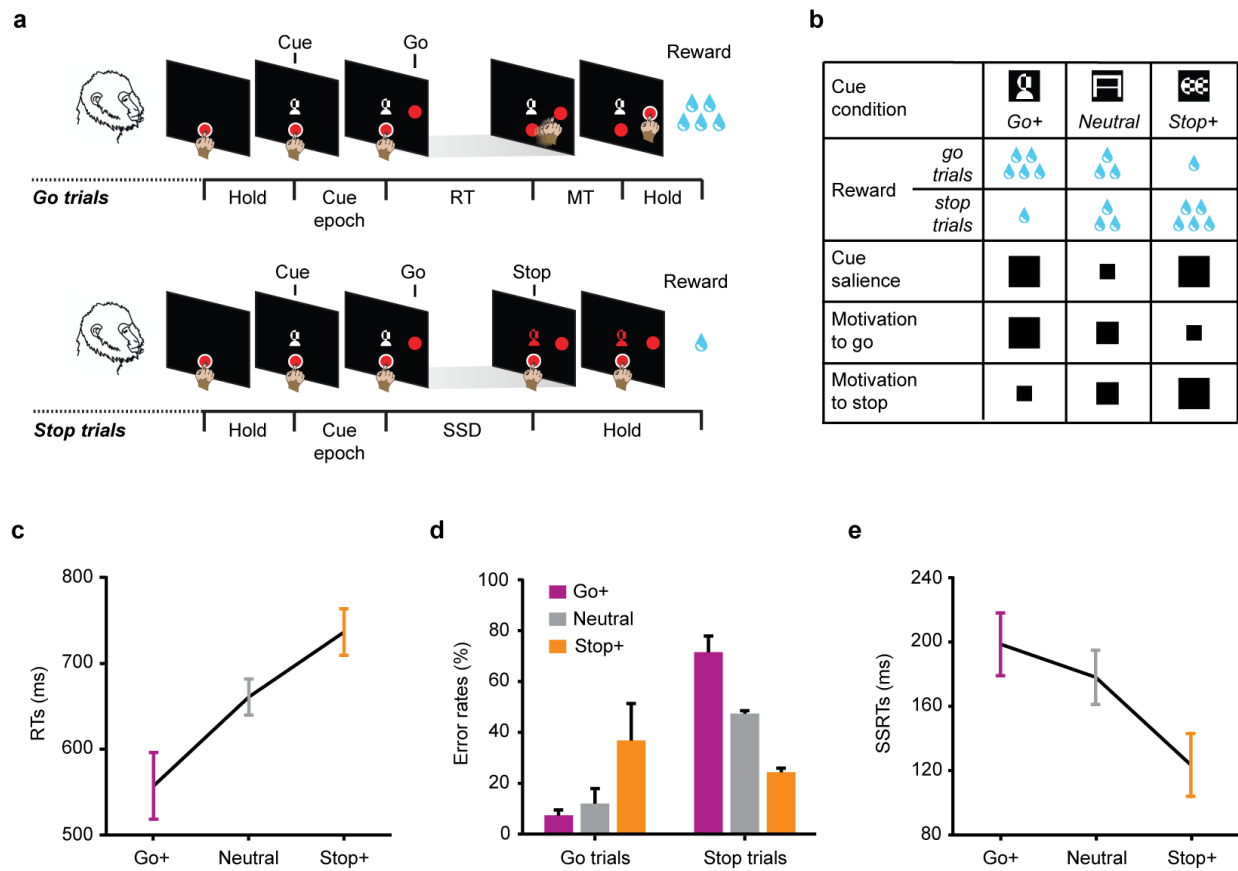 a
Cue
Go
Reward
Go trials
Hold
Cue
epoch
RT
MT
Hold
Cue
Go
Stop
Reward
Stop trials
Hold
Cue
epoch
SSD
Hold
b
Cue
condition
Go+
Neutral
Stop+
Reward
go
trials
stop
trials
Cue
salience
Motivation
to go
Motivation
to stop
c
RTs (ms)
800
700
600
500
Go+
Neutral
Stop+
d
Error rates (%)
100
80
60
40
20
0
Go+
Neutral
Stop+
Go trials
Stop trials
e
SSRTs (ms)
240
200
160
120
80
Go+
Neutral
Stop+